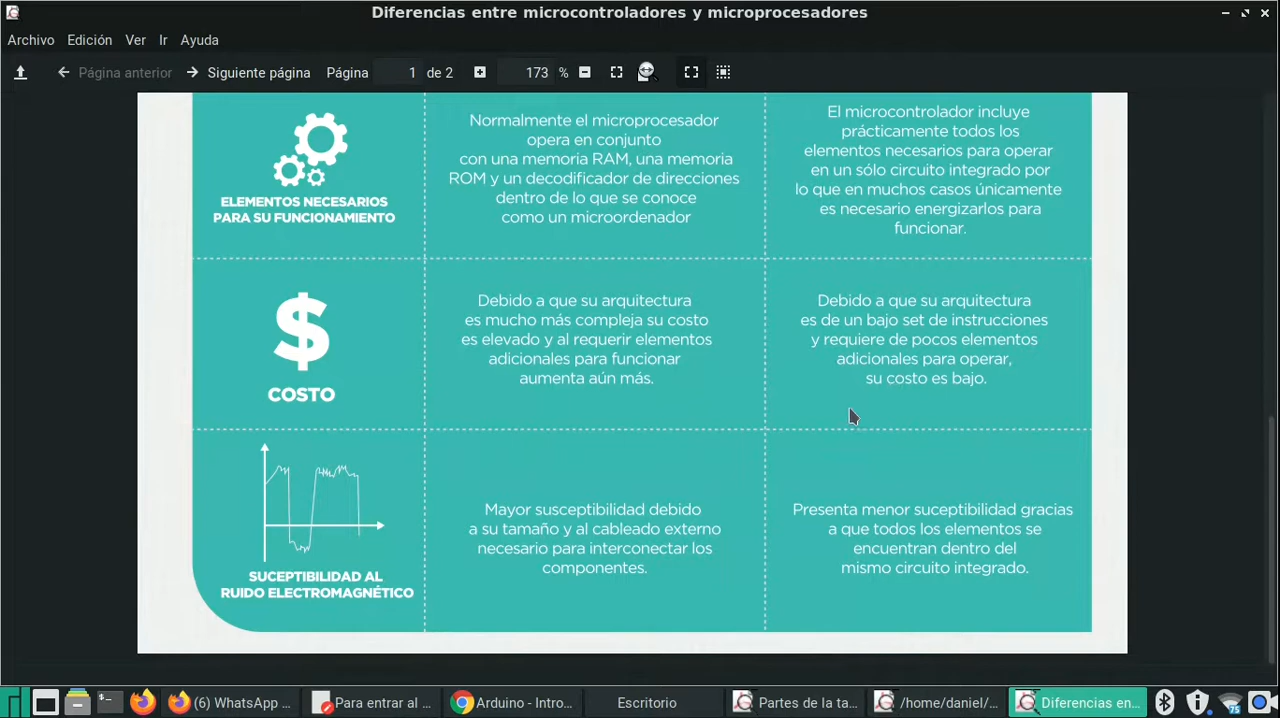 Diferencias entre microcontroladores y microprocesadores
Archivo Edición Ver Ir Ayuda
Página anterior Siguiente página Página 1 de 2 173 %
ELEMENTOS NECESARIOS
PARA SU FUNCIONAMIENTO
Normalmente el microprocesador
opera en conjunto
con una memoria RAM, una memoria
ROM y un decodificador de direcciones
dentro de lo que se conoce
como un microordenador
El microcontrolador incluye
prácticamente todos los
elementos necesarios para operar
en un sólo circuito integrado por
lo que en muchos casos únicamente
es necesario energizarlos para
funcionar.
$
COSTO
Debido a que su arquitectura
es mucho más compleja su costo
es elevado y al requerir elementos
adicionales para funcionar
aumenta aún más.
Debido a que su arquitectura
es de un bajo set de instrucciones
y requiere de pocos elementos
adicionales para operar,
su costo es bajo.
SUCEPTIBILIDAD AL
RUIDO ELECTROMAGNÉTICO
Mayor susceptibilidad debido
a su tamaño y al cableado externo
necesario para interconectar los
componentes.
Presenta menor suceptibilidad gracias
a que todos los elementos se
encuentran dentro del
mismo circuito integrado.
(6) WhatsApp ... Para entrar al ... Arduino - Intro... Escritorio Partes de la ta... /home/daniel/... Diferencias en... 75